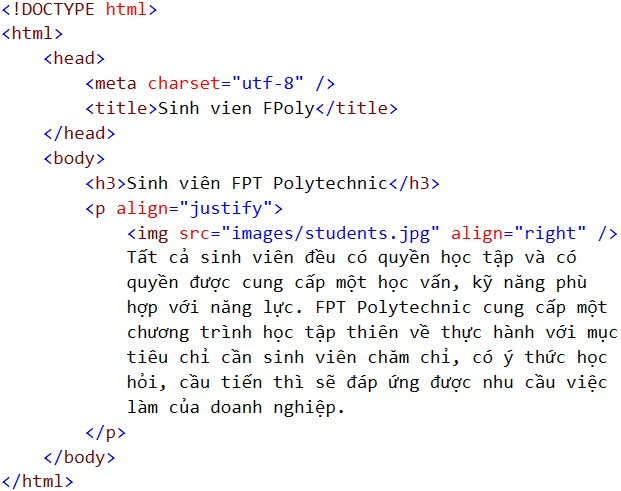 <!DOCTYPE html>
<html>
    <head>
        <meta charset="utf-8" />
        <title>Sinh vien FPoly</title>
    </head>
    <body>
        <h3>Sinh viên FPT Polytechnic</h3>
        <p align="justify">
            <img src="images/students.jpg" align="right" />
            Tất cả sinh viên đều có quyền học tập và có
            quyền được cung cấp một học vấn, kỹ năng phù
            hợp với năng lực. FPT Polytechnic cung cấp một
            chương trình học tập thiên về thực hành với mục
            tiêu chỉ cần sinh viên chăm chỉ, có ý thức học
            hỏi, cầu tiến thì sẽ đáp ứng được nhu cầu việc
            làm của doanh nghiệp.
        </p>
    </body>
</html>